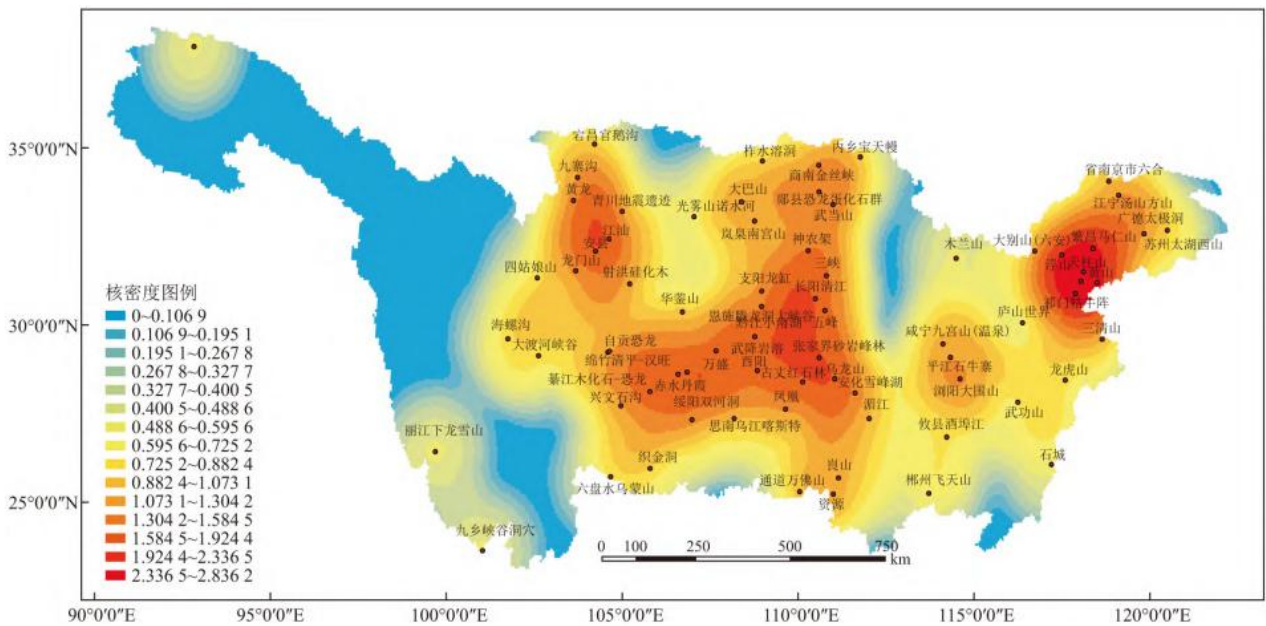 35°0′0″N
30°0′0″N
25°0′0″N
90°0′0″E
95°0′0″E
100°0′0″E
105°0′0″E
110°0′0″E
115°0′0″E
120°0′0″E
核密度图例
0~0.106 9
0.106 9~0.195 1
0.195 1~0.267 8
0.267 8~0.327 7
0.327 7~0.400 5
0.400 5~0.488 6
0.488 6~0.595 6
0.595 6~0.725 2
0.725 2~0.882 4
0.882 4~1.073 1
1.073 1~1.304 2
1.304 2~1.584 5
1.584 5~1.924 4
1.924 4~2.336 5
2.336 5~2.836 2
0 100 250 500 750
km
宕昌官鹅沟
九寨沟
黄龙
青川地震遗迹
江油
安县
龙门山
四姑娘山
射洪硅化木
光雾山诺水河
大巴山
岚皋南宫山
柞水溶洞
内乡宝天幔
商南金丝峡
郧县恐龙蛋化石群
武当山
神农架
三峡
长阳清江
支阳龙缸
五峰
华蓥山
海螺沟
大渡河峡谷
自贡恐龙
绵竹清平-汉旺
綦江木化石-恐龙
兴文石沟
赤水丹霞
万盛
武降岩溶
酉阳
古丈红石林
张家界砂岩峰林
乌龙山
安化雪峰湖
湄江
凤凰
绥阳双河洞
思南乌江喀斯特
织金洞
六盘水乌蒙山
通道万佛山
崀山
资源
丽江下龙雪山
九乡峡谷洞穴
木兰山
大别山(六安)
省南京市六合
江宁汤山方山
广德太极洞
苏州太湖西山
繁昌马仁山
天柱山
祁门牯牛阵
三清山
庐山世界
咸宁九宫山(温泉)
平江石牛寨
浏阳大围山
龙虎山
武功山
攸县酒埠江
石城
郴州飞天山